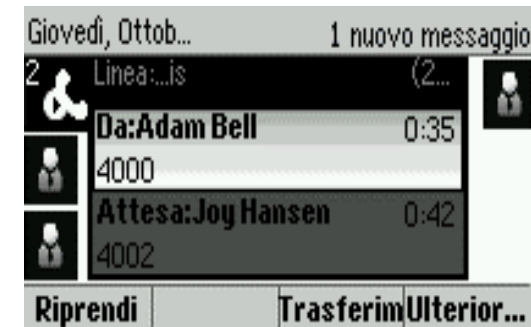 Giovedì, Ottob... 1 nuovo messaggio
2 Linea:...is (2...
Da:Adam Bell 0:35
4000
Attesa:Joy Hansen 0:42
4002
Riprendi Trasferim Ulterior...